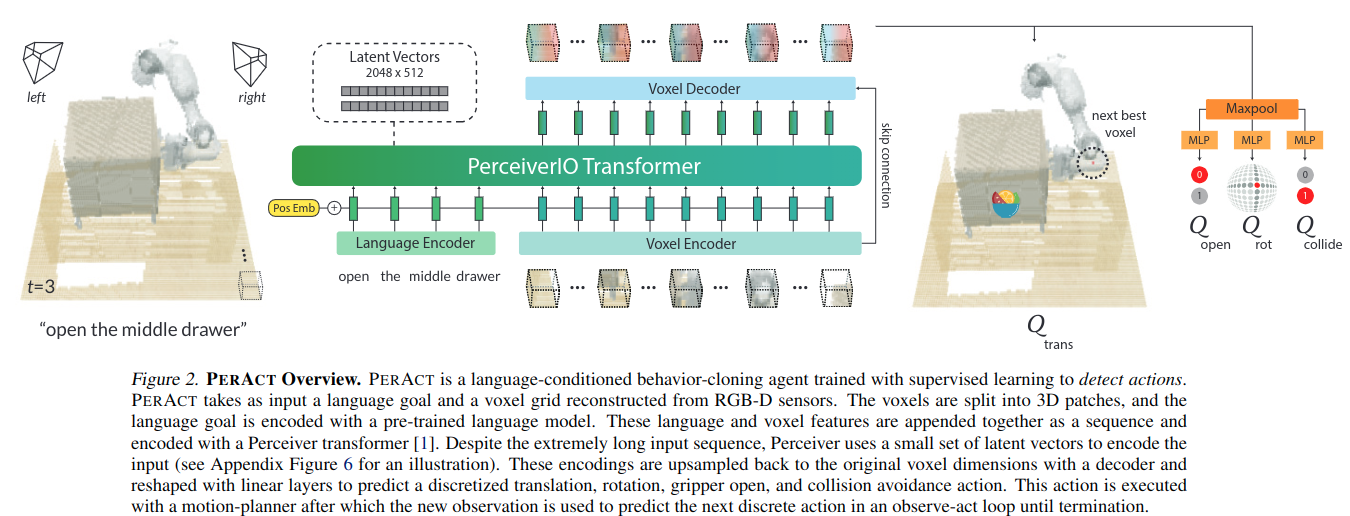 left
right
t=3
“open the middle drawer”
Latent Vectors
2048 x 512
Voxel Decoder
PerceiverIO Transformer
skip connection
Pos Emb
+
Language Encoder
Voxel Encoder
open the middle drawer
next best
voxel
Q trans
Maxpool
MLP MLP MLP
0 0
1 1
Q open Q rot Q collide
Figure 2. PERACT Overview. PERACT is a language-conditioned behavior-cloning agent trained with supervised learning to detect actions.
PERACT takes as input a language goal and a voxel grid reconstructed from RGB-D sensors. The voxels are split into 3D patches, and the
language goal is encoded with a pre-trained language model. These language and voxel features are appended together as a sequence and
encoded with a Perceiver transformer [1]. Despite the extremely long input sequence, Perceiver uses a small set of latent vectors to encode the
input (see Appendix Figure 6 for an illustration). These encodings are upsampled back to the original voxel dimensions with a decoder and
reshaped with linear layers to predict a discretized translation, rotation, gripper open, and collision avoidance action. This action is executed
with a motion-planner after which the new observation is used to predict the next discrete action in an observe-act loop until termination.